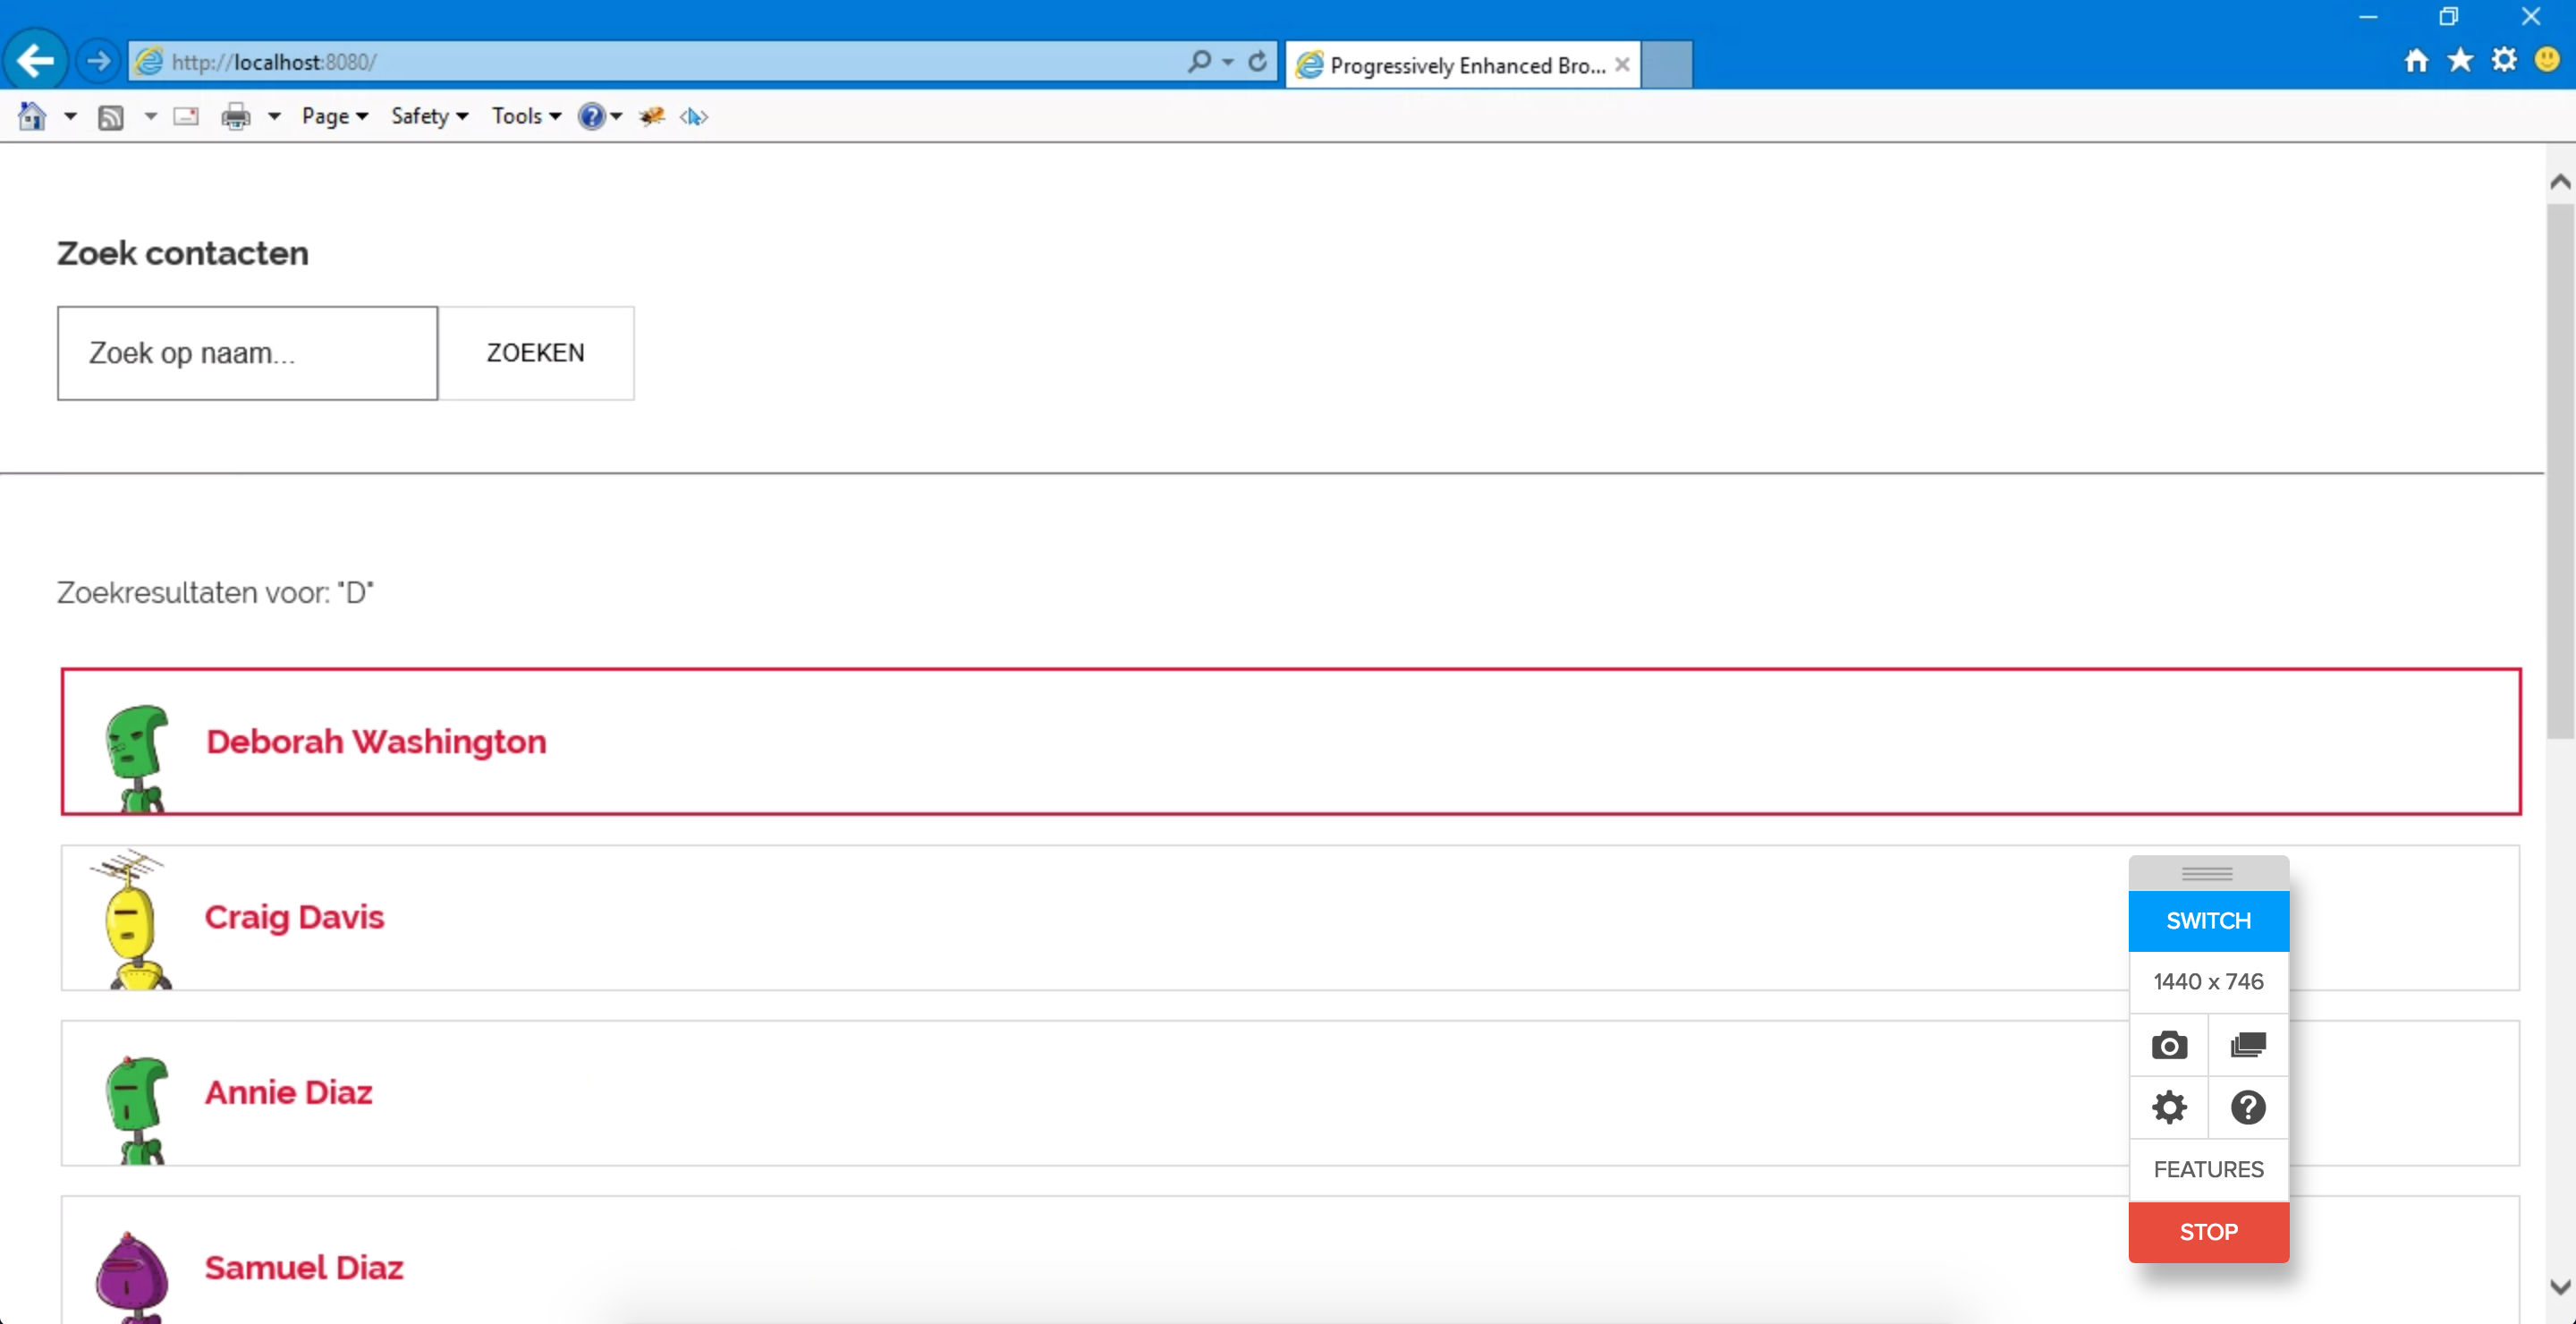 http://localhost:8080/
Progressively Enhanced Bro...
Page
Safety
Tools
Zoek contacten
Zoek op naam...
ZOEKEN
Zoekresultaten voor: "D"
Deborah Washington
Craig Davis
Annie Diaz
Samuel Diaz
SWITCH
1440 x 746
FEATURES
STOP